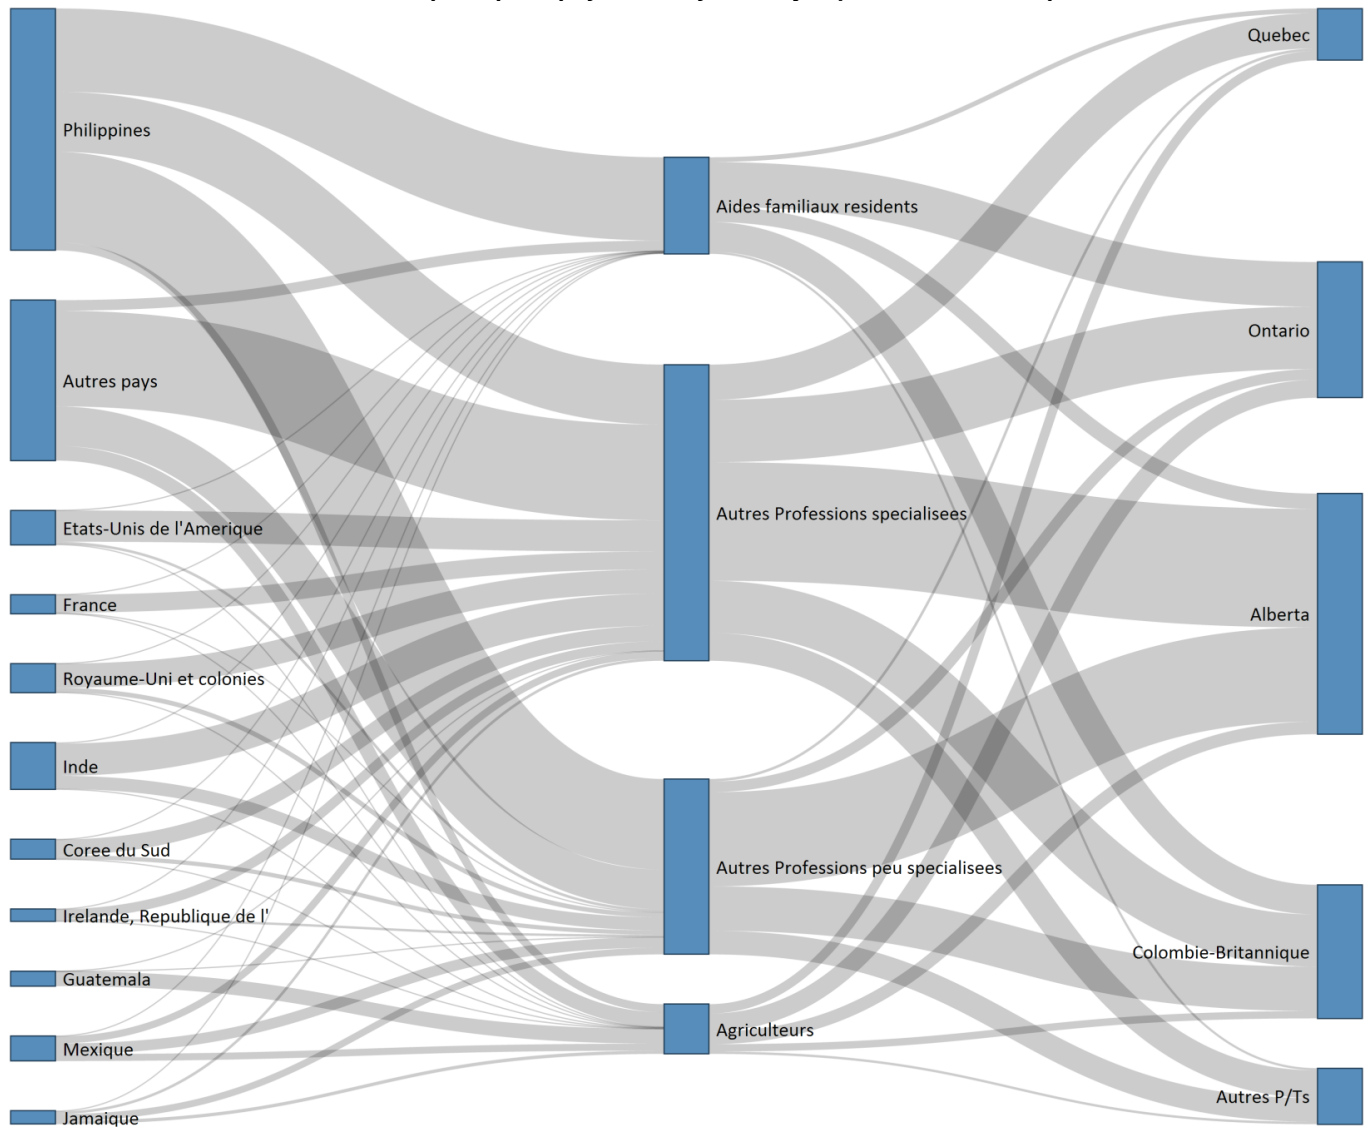 Philippines
Autres pays
Etats-Unis de l'Amerique
France
Royaume-Uni et colonies
Inde
Coree du Sud
Irelande, Republique de l'
Guatemala
Mexique
Jamaique
Aides familiaux residents
Autres Professions specialisees
Autres Professions peu specialisees
Agriculteurs
Quebec
Ontario
Alberta
Colombie-Britannique
Autres P/Ts